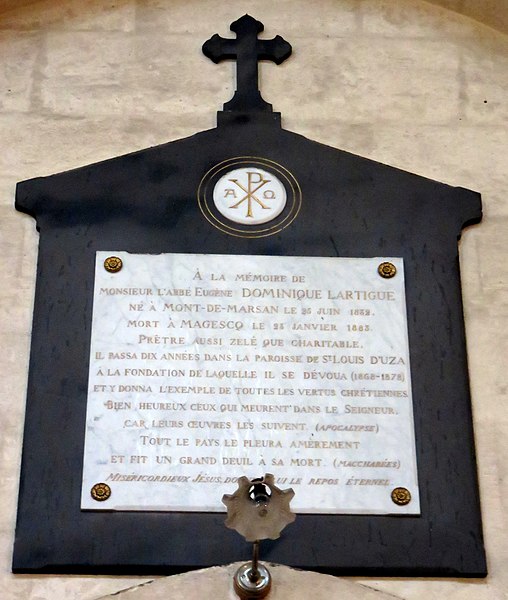 Α Ρ Χ Ω
À LA MÉMOIRE DE
MONSIEUR L'ABBÉ EUGÈNE DOMINIQUE LARTIGUE
NÉ À MONT-DE-MARSAN LE 25 JUIN 1832.
MORT À MAGESCQ LE 25 JANVIER 1883.
PRÊTRE AUSSI ZÉLÉ QUE CHARITABLE,
IL PASSA DIX ANNÉES DANS LA PAROISSE DE ST LOUIS D'UZA
À LA FONDATION DE LAQUELLE IL SE DÉVOUA (1868-1878)
ET Y DONNA L'EXEMPLE DE TOUTES LES VERTUS CHRÉTIENNES
BIEN HEUREUX CEUX QUI MEURENT DANS LE SEIGNEUR,
CAR LEURS ŒUVRES LES SUIVENT. (APOCALYPSE)
TOUT LE PAYS LE PLEURA AMÈREMENT
ET FIT UN GRAND DEUIL A SA MORT. (MACCHABÉES)
MISÉRICORDIEUX JÉSUS, LUI LE REPOS ÉTERNEL